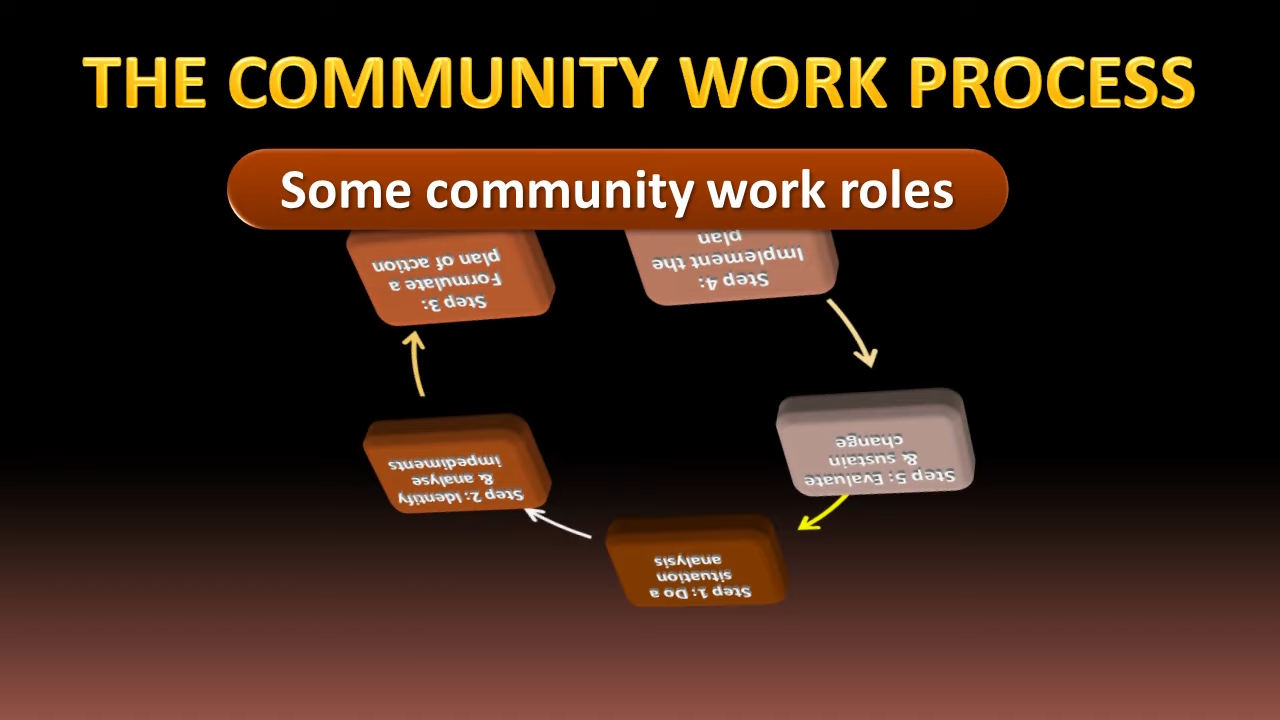 THE COMMUNITY WORK PROCESS
Some community work roles
Step 3:
Formulate a
plan of action
Step 4:
Implement the
plan
Step 2: Identify
& analyse
impediments
Step 5: Evaluate
& sustain
change
Step 1: Do a
situation
analysis